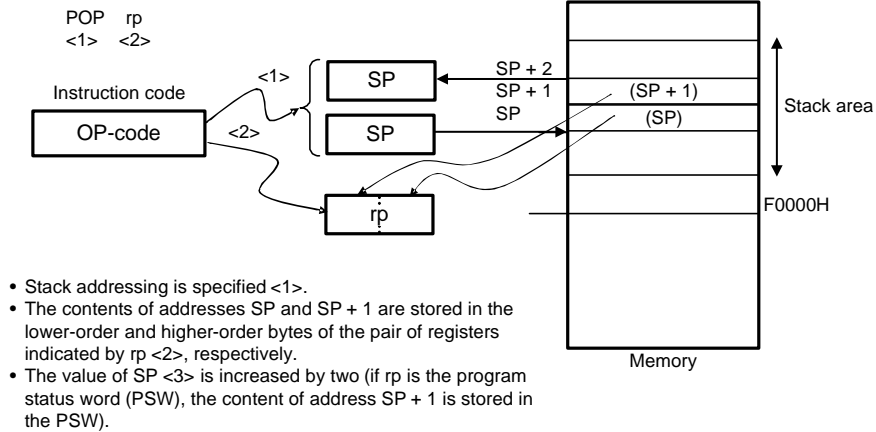 POP rp
<1> <2>
Instruction code
OP-code
<1>
<2>
SP
SP
rp
SP + 2
SP + 1
SP
(SP + 1)
(SP)
Stack area
F0000H
Memory
• Stack addressing is specified <1>.
• The contents of addresses SP and SP + 1 are stored in the
lower-order and higher-order bytes of the pair of registers
indicated by rp <2>, respectively.
• The value of SP <3> is increased by two (if rp is the program
status word (PSW), the content of address SP + 1 is stored in
the PSW).